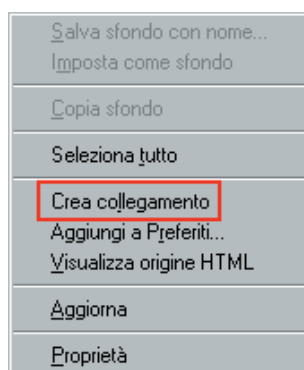 Salva sfondo con nome...
Imposta come sfondo
Copia sfondo
Seleziona tutto
Crea collegamento
Aggiungi a Preferiti...
Visualizza origine HTML
Aggiorna
Proprietà